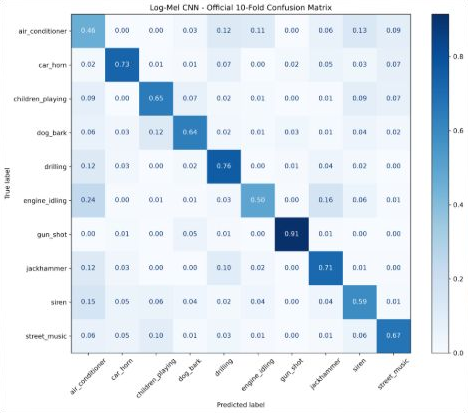 Log-Mel CNN - Official 10-Fold Confusion Matrix
air_conditioner 0.46 0.00 0.00 0.03 0.12 0.11 0.00 0.06 0.13 0.09
car_horn 0.02 0.73 0.01 0.01 0.07 0.00 0.02 0.05 0.03 0.07
children_playing 0.09 0.00 0.65 0.07 0.02 0.01 0.00 0.01 0.09 0.07
dog_bark 0.06 0.03 0.12 0.64 0.02 0.01 0.03 0.01 0.04 0.02
drilling 0.12 0.03 0.00 0.02 0.76 0.00 0.01 0.04 0.02 0.00
engine_idling 0.24 0.00 0.01 0.01 0.03 0.50 0.00 0.16 0.06 0.01
gun_shot 0.00 0.01 0.00 0.05 0.01 0.00 0.91 0.01 0.00 0.00
jackhammer 0.12 0.03 0.00 0.00 0.10 0.04 0.00 0.71 0.01 0.00
siren 0.15 0.05 0.06 0.04 0.02 0.04 0.00 0.04 0.59 0.01
street_music 0.06 0.05 0.10 0.01 0.03 0.01 0.00 0.01 0.06 0.67
air_conditioner
car_horn
children_playing
dog_bark
drilling
engine_idling
gun_shot
jackhammer
siren
street_music
Predicted label
True label
0.8
0.6
0.4
0.2
0.0